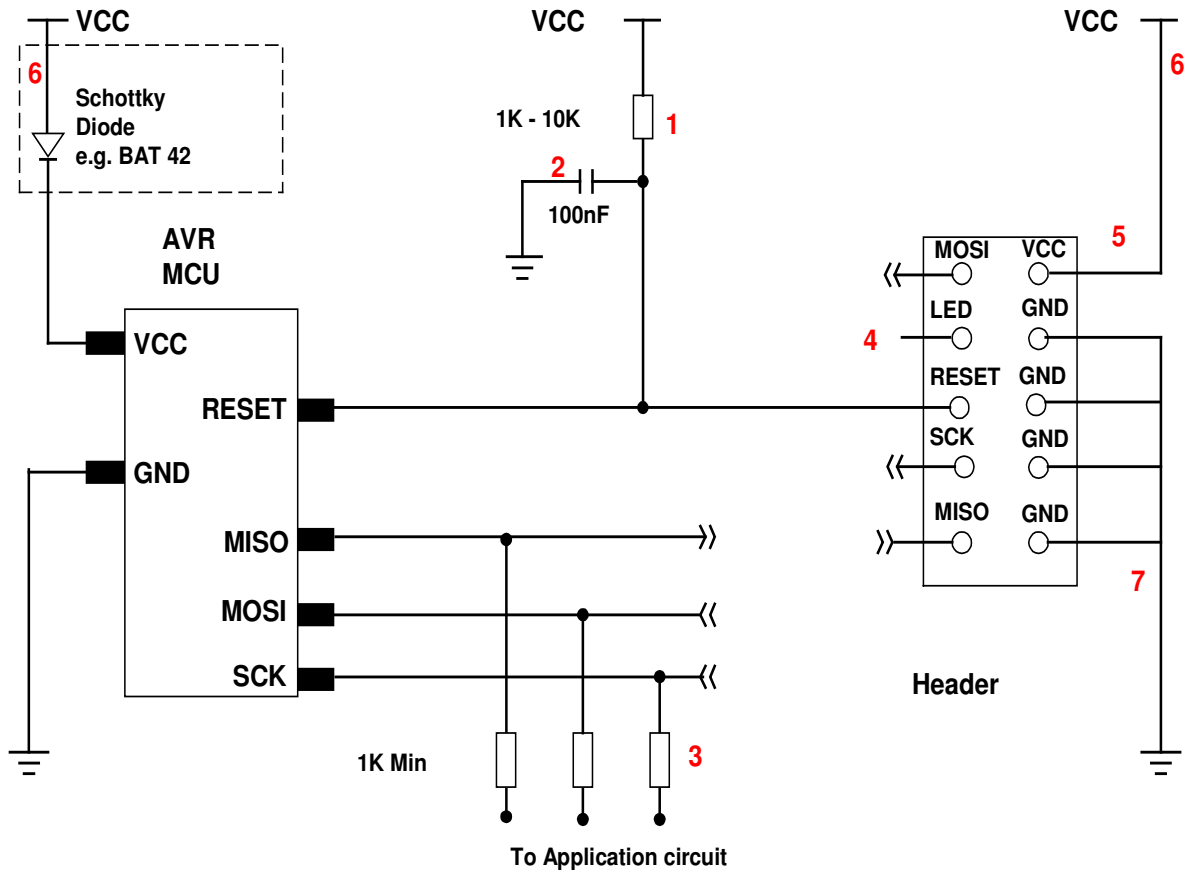 VCC
VCC
VCC
6
6
Schottky
Diode
e.g. BAT 42
1K - 10K
1
2
100nF
AVR
MCU
5
MOSI
VCC
LED
GND
4
VCC
RESET
GND
RESET
SCK
GND
GND
MISO
GND
MISO
7
MOSI
SCK
Header
1K Min
3
To Application circuit